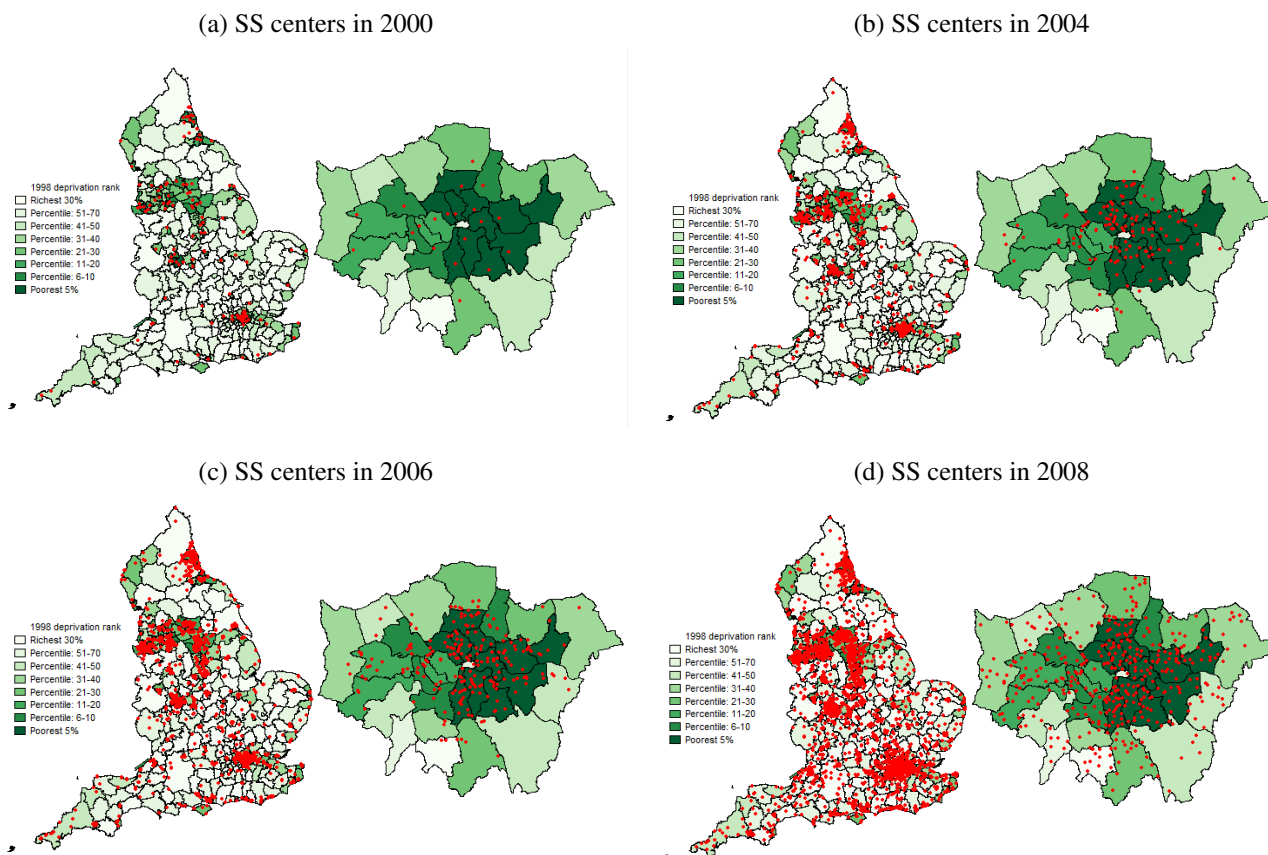 (a) SS centers in 2000
(b) SS centers in 2004
1998 deprivation rank
Richest 30%
Percentile: 51-70
Percentile: 41-50
Percentile: 31-40
Percentile: 21-30
Percentile: 11-20
Percentile: 6-10
Poorest 5%
1998 deprivation rank
Richest 30%
Percentile: 51-70
Percentile: 41-50
Percentile: 31-40
Percentile: 21-30
Percentile: 11-20
Percentile: 6-10
Poorest 5%
(c) SS centers in 2006
(d) SS centers in 2008
1998 deprivation rank
Richest 30%
Percentile: 51-70
Percentile: 41-50
Percentile: 31-40
Percentile: 21-30
Percentile: 11-20
Percentile: 6-10
Poorest 5%
1998 deprivation rank
Richest 30%
Percentile: 51-70
Percentile: 41-50
Percentile: 31-40
Percentile: 21-30
Percentile: 11-20
Percentile: 6-10
Poorest 5%